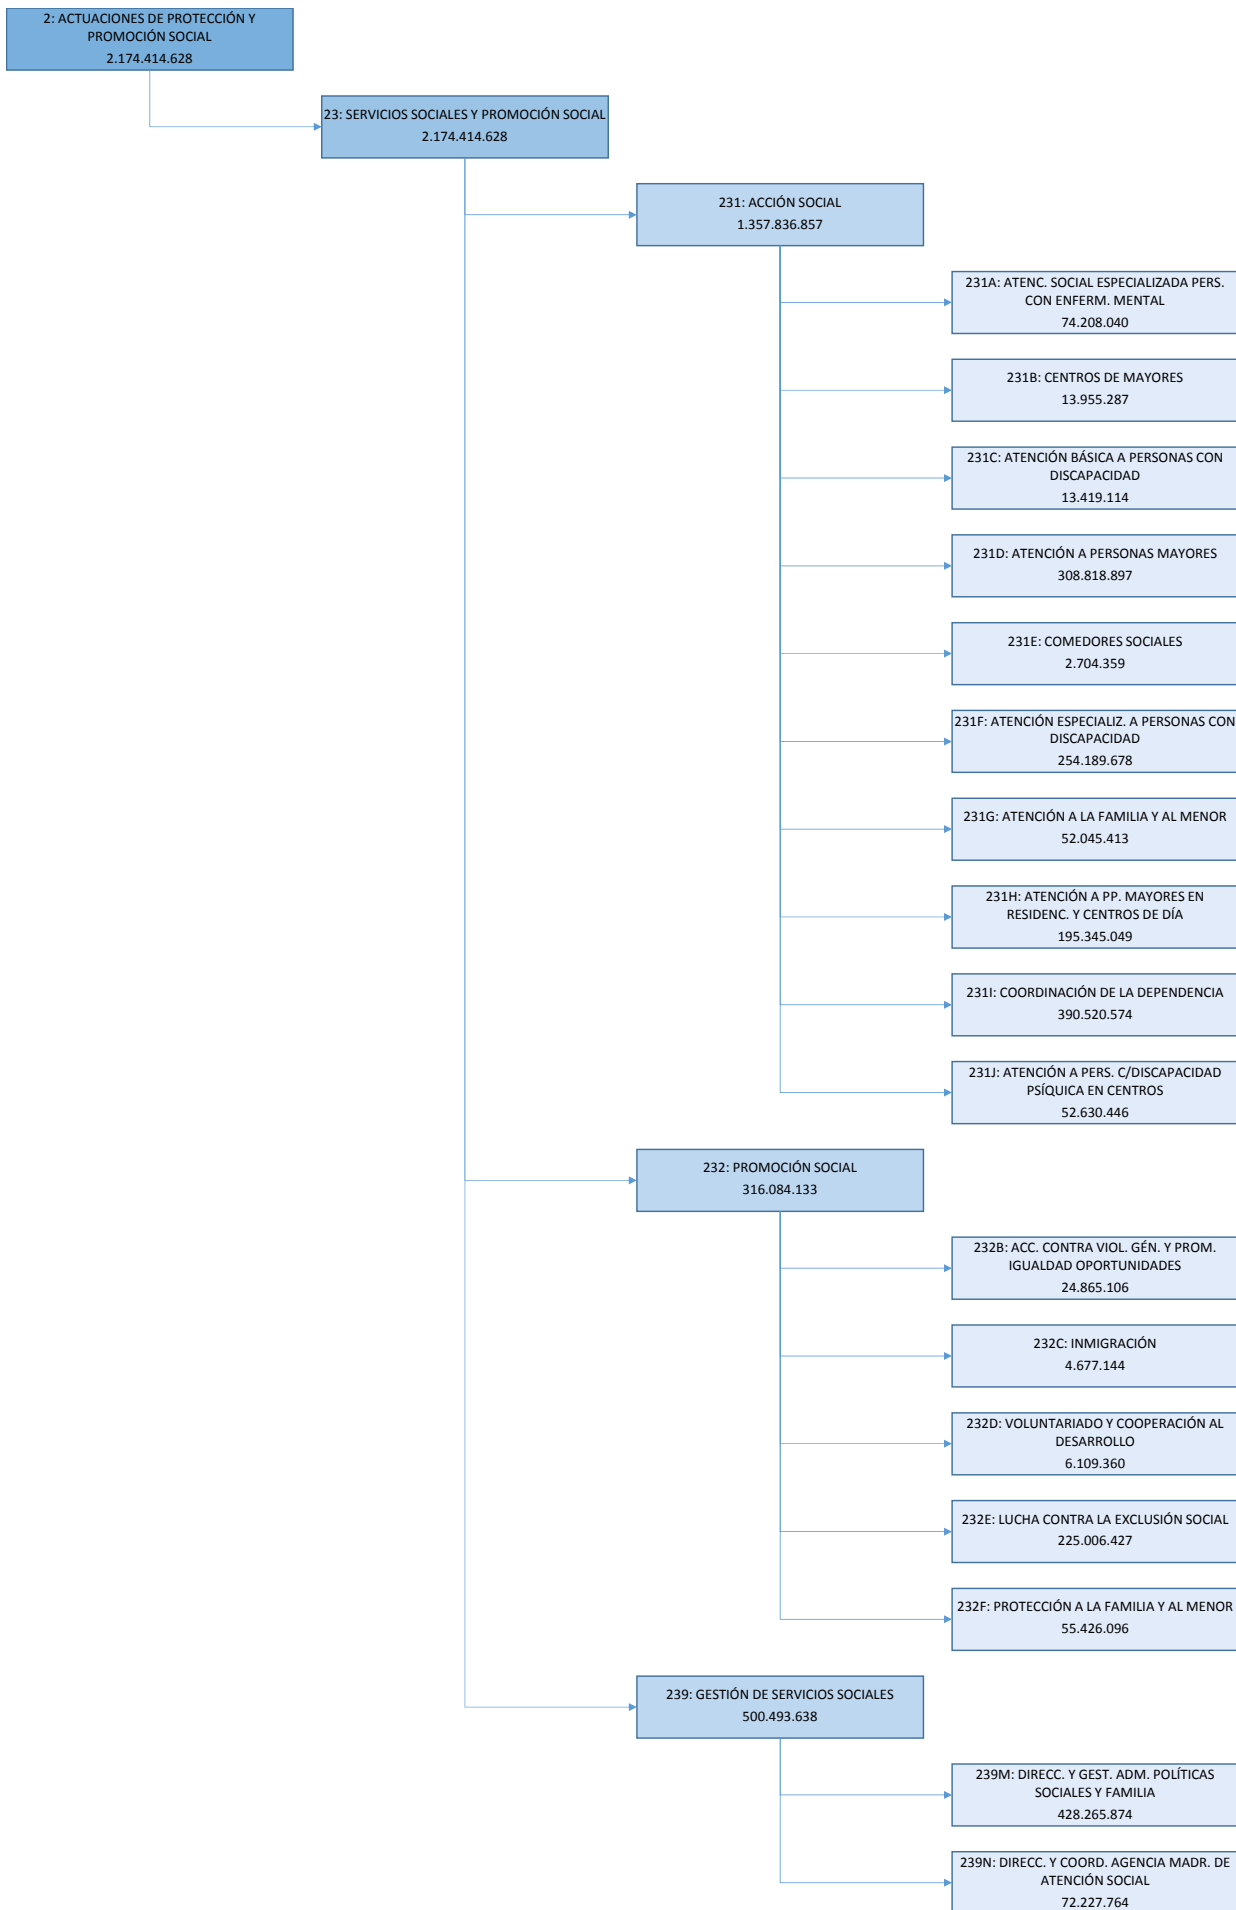 2: ACTUACIONES DE PROTECCIÓN Y
PROMOCIÓN SOCIAL
2.174.414.628
23: SERVICIOS SOCIALES Y PROMOCIÓN SOCIAL
2.174.414.628
231: ACCIÓN SOCIAL
1.357.836.857
231A: ATENC. SOCIAL ESPECIALIZADA PERS.
CON ENFERM. MENTAL
74.208.040
231B: CENTROS DE MAYORES
13.955.287
231C: ATENCIÓN BÁSICA A PERSONAS CON
DISCAPACIDAD
13.419.114
231D: ATENCIÓN A PERSONAS MAYORES
308.818.897
231E: COMEDORES SOCIALES
2.704.359
231F: ATENCIÓN ESPECIALIZ. A PERSONAS CON
DISCAPACIDAD
254.189.678
231G: ATENCIÓN A LA FAMILIA Y AL MENOR
52.045.413
231H: ATENCIÓN A PP. MAYORES EN
RESIDENC. Y CENTROS DE DÍA
195.345.049
231I: COORDINACIÓN DE LA DEPENDENCIA
390.520.574
231J: ATENCIÓN A PERS. C/DISCAPACIDAD
PSÍQUICA EN CENTROS
52.630.446
232: PROMOCIÓN SOCIAL
316.084.133
232B: ACC. CONTRA VIOL. GÉN. Y PROM.
IGUALDAD OPORTUNIDADES
24.865.106
232C: INMIGRACIÓN
4.677.144
232D: VOLUNTARIADO Y COOPERACIÓN AL
DESARROLLO
6.109.360
232E: LUCHA CONTRA LA EXCLUSIÓN SOCIAL
225.006.427
232F: PROTECCIÓN A LA FAMILIA Y AL MENOR
55.426.096
239: GESTIÓN DE SERVICIOS SOCIALES
500.493.638
239M: DIRECC. Y GEST. ADM. POLÍTICAS
SOCIALES Y FAMILIA
428.265.874
239N: DIRECC. Y COORD. AGENCIA MADR. DE
ATENCIÓN SOCIAL
72.227.764